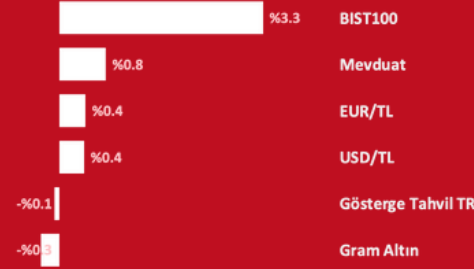 %3.3 BIST100
%0.8 Mevduat
%0.4 EUR/TL
%0.4 USD/TL
-%0.1 Gösterge Tahvil TR
-%0.3 Gram Altın